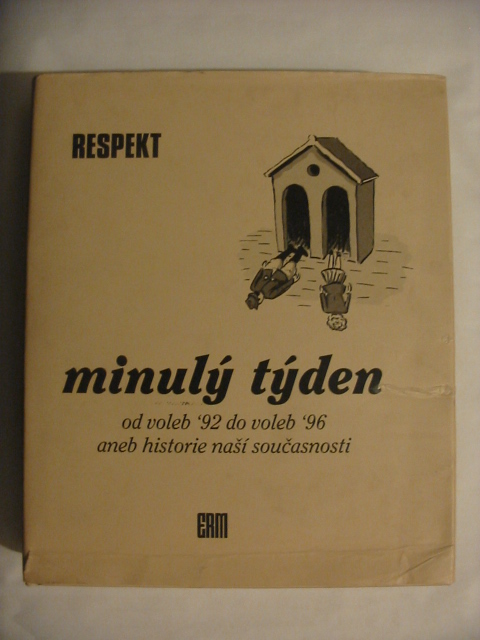 RESPEKT
minulý týden
od voleb '92 do voleb '96
aneb historie naší současnosti
ERM